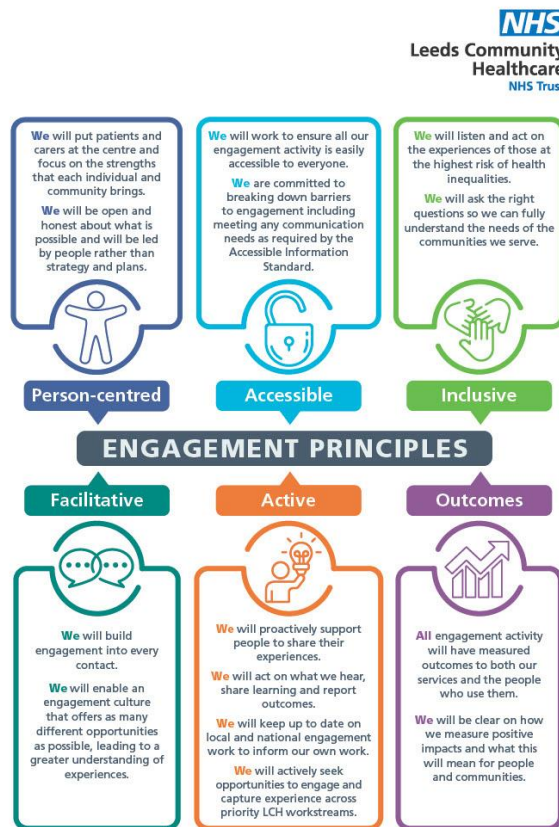 NHS
Leeds Community
Healthcare
NHS Trust
We will put patients and
carers at the centre and
focus on the strengths
that each individual and
community brings.
We will be open and
honest about what is
possible and will be led
by people rather than
strategy and plans.
Person-centred
We will work to ensure all our
engagement activity is easily
accessible to everyone.
We are committed to
breaking down barriers
to engagement including
meeting any communication
needs as required by the
Accessible Information
Standard.
Accessible
We will listen and act on
the experiences of those at
the highest risk of health
inequalities.
We will ask the right
questions so we can fully
understand the needs of the
communities we serve.
Inclusive
ENGAGEMENT PRINCIPLES
Facilitative
We will build
engagement into every
contact.
We will enable an
engagement culture
that offers as many
different opportunities
as possible, leading to a
greater understanding of
experiences.
Active
We will proactively support
people to share their
experiences.
We will act on what we hear,
share learning and report
outcomes.
We will keep up to date on
local and national engagement
work to inform our own work.
We will actively seek
opportunities to engage and
capture experience across
priority LCH workstreams.
Outcomes
All engagement activity
will have measured
outcomes to both our
services and the people
who use them.
We will be clear on how
we measure positive
impacts and what this
will mean for people
and communities.